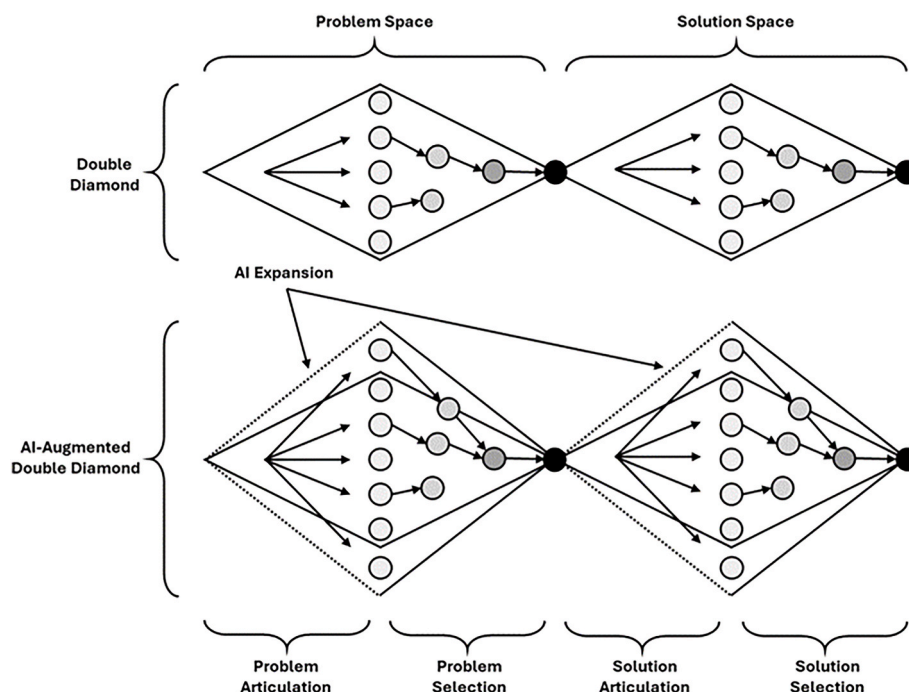 Problem Space
Solution Space
Double
Diamond
AI Expansion
AI-Augmented
Double Diamond
Problem
Articulation
Problem
Selection
Solution
Articulation
Solution
Selection